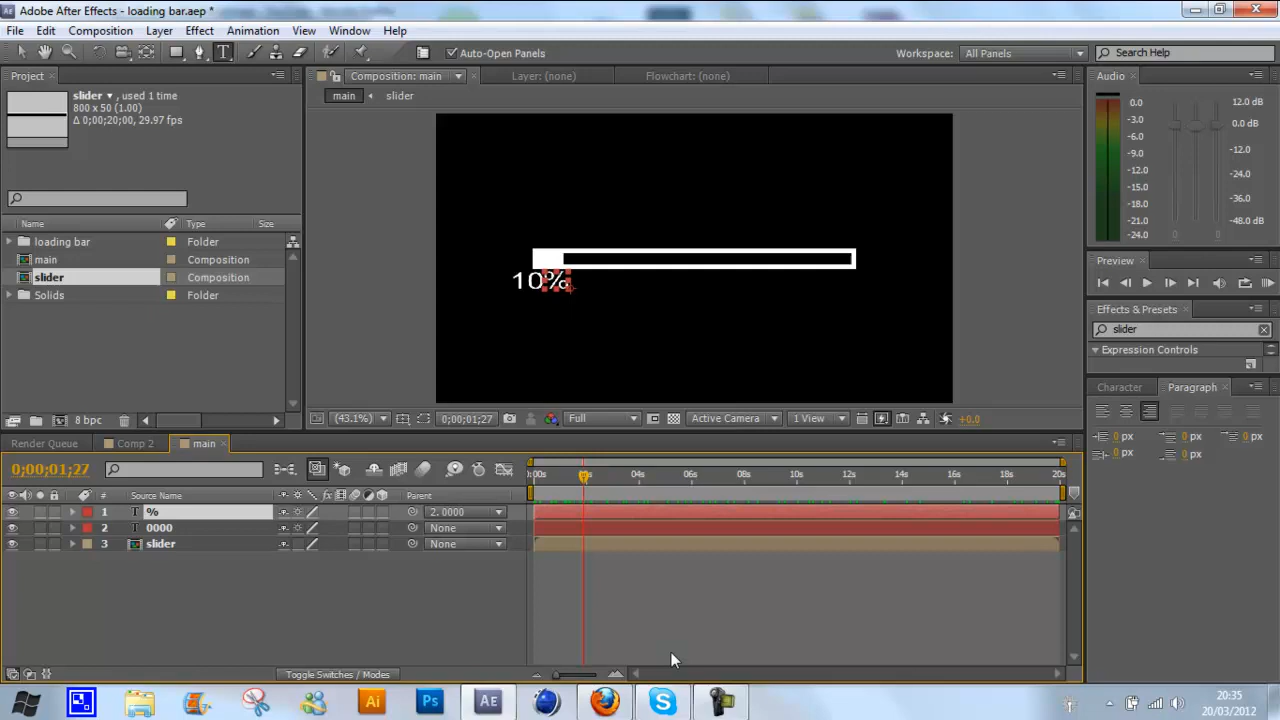 Adobe After Effects - loading bar.aep *
File Edit Composition Layer Effect Animation View Window Help
Auto-Open Panels Workspace: All Panels Search Help
Project Composition: main Layer: (none) Flowchart: (none) Audio
slider , used 1 time
800 x 50 (1.00)
Δ 0;00;20;00, 29.97 fps
main slider
0.0 12.0 dB
-3.0 0.0 dB
-6.0
-9.0 -12.0
-12.0
-15.0 -24.0
-18.0 -36.0
-21.0 -48.0
-24.0 0 0
Name Type Size
loading bar Folder
main Composition
slider Composition
Solids Folder
10%
Preview
Effects & Presets
slider
Expression Controls
Character Paragraph
0 px 0 px 0 px
0 px 0 px
8 bpc (43.1%) 0;00;01;27 Full Active Camera 1 View +0.0
Render Queue Comp 2 main
0;00;01;27
:00s 04s 06s 08s 10s 12s 14s 16s 18s 20s
# Source Name Parent
1 T % 2. 0000
2 T 0000 None
3 slider None
Toggle Switches / Modes
Ai Ps AE
20:35
20/03/2012